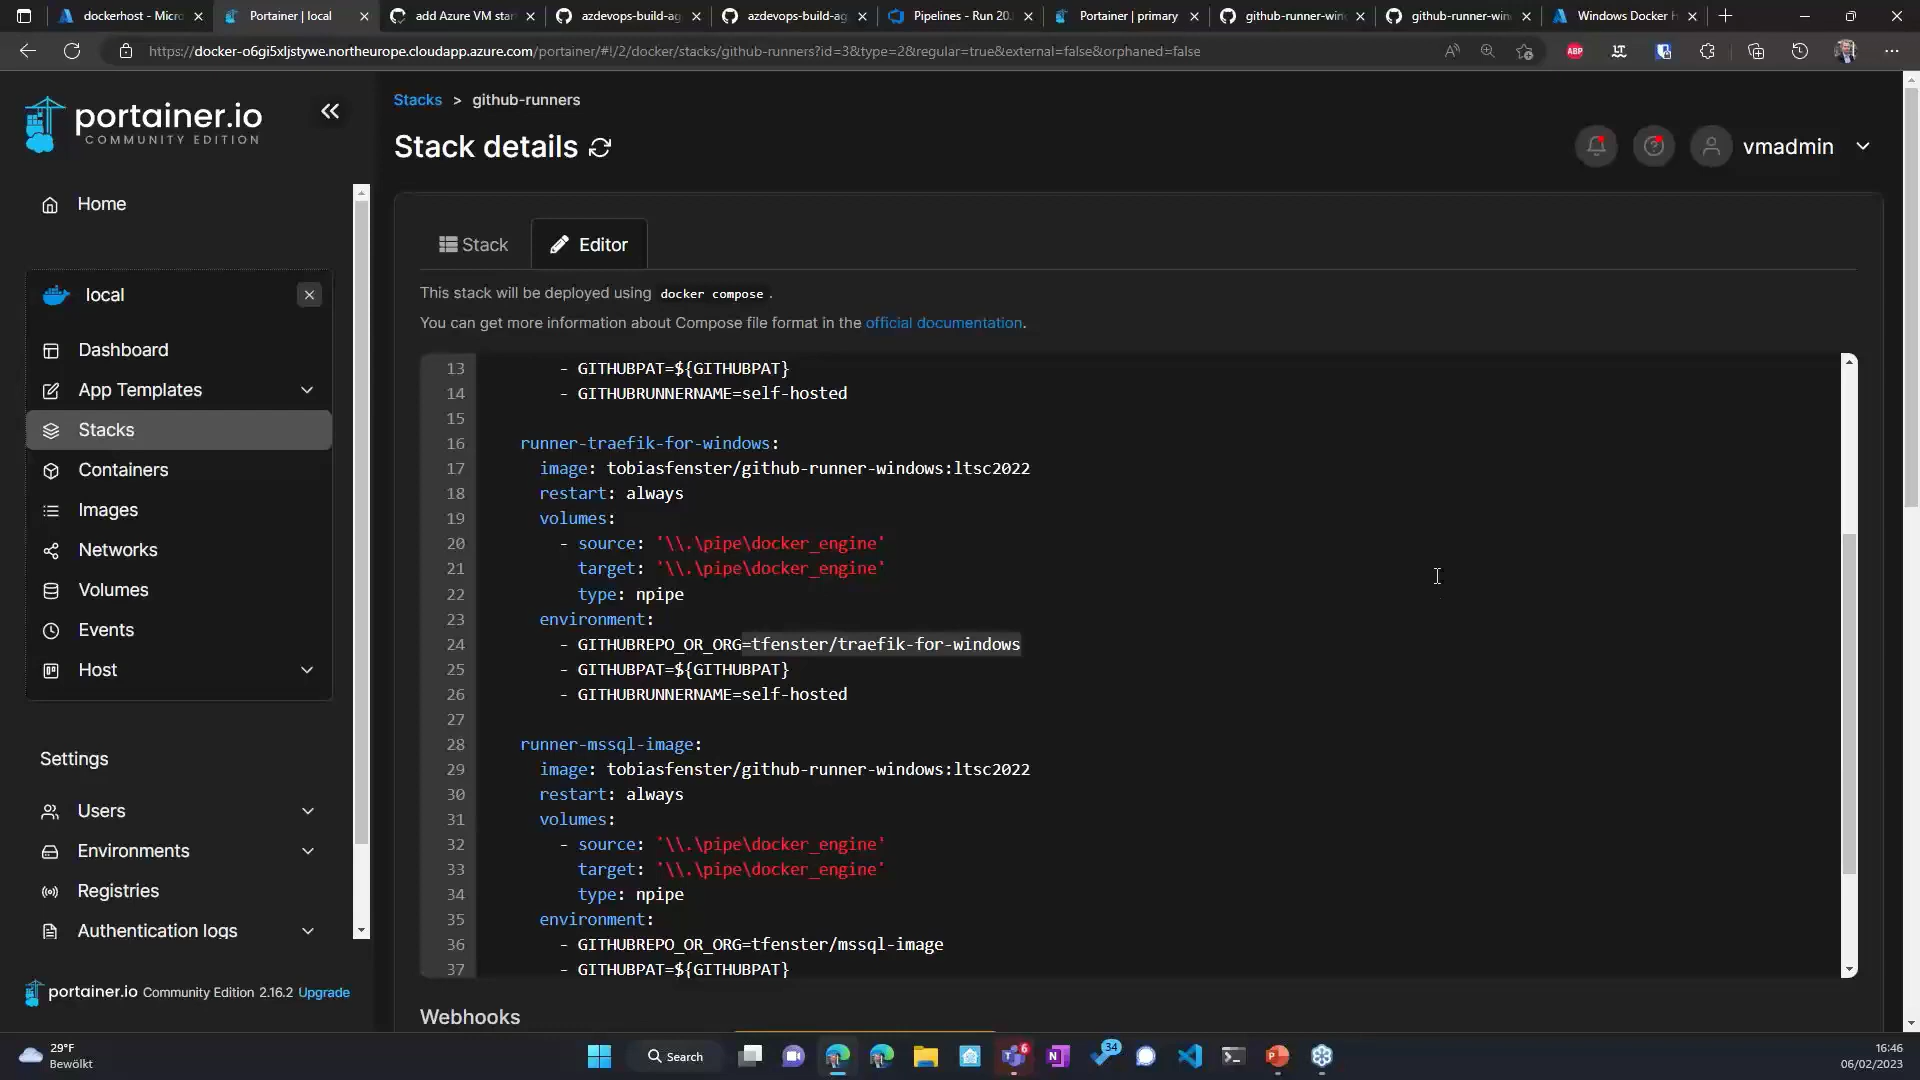 dockerhost - Micro
Portainer | local
add Azure VM star
azdevops-build-ag
azdevops-build-ag
Pipelines - Run 20
Portainer | primary
github-runner-win
github-runner-win
Windows Docker H
https://docker-o6gi5xljstywe.northeurope.cloudapp.azure.com/portainer/#!/2/docker/stacks/github-runners?id=3&type=2&regular=true&external=false&orphaned=false
ABP
LT
portainer.io
COMMUNITY EDITION
Home
local
Dashboard
App Templates
Stacks
Containers
Images
Networks
Volumes
Events
Host
Settings
Users
Environments
Registries
Authentication logs
portainer.io Community Edition 2.16.2 Upgrade
Stacks > github-runners
Stack details
vmadmin
Stack
Editor
This stack will be deployed using docker compose .
You can get more information about Compose file format in the official documentation.
13 - GITHUBPAT=${GITHUBPAT}
14 - GITHUBRUNNERNAME=self-hosted
15
16 runner-traefik-for-windows:
17 image: tobiasfenster/github-runner-windows:ltsc2022
18 restart: always
19 volumes:
20 - source: '\\.\pipe\docker_engine'
21 target: '\\.\pipe\docker_engine'
22 type: npipe
23 environment:
24 - GITHUBREPO_OR_ORG=tfenster/traefik-for-windows
25 - GITHUBPAT=${GITHUBPAT}
26 - GITHUBRUNNERNAME=self-hosted
27
28 runner-mssql-image:
29 image: tobiasfenster/github-runner-windows:ltsc2022
30 restart: always
31 volumes:
32 - source: '\\.\pipe\docker_engine'
33 target: '\\.\pipe\docker_engine'
34 type: npipe
35 environment:
36 - GITHUBREPO_OR_ORG=tfenster/mssql-image
37 - GITHUBPAT=${GITHUBPAT}
Webhooks
29°F
Bewölkt
Search
6
34
16:46
06/02/2023